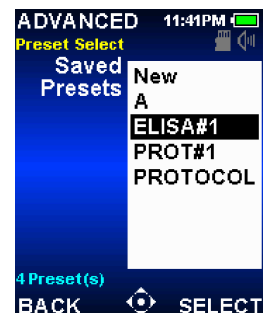 ADVANCED 11:41PM
Preset Select
Saved Presets
New
A
ELISA#1
PROT#1
PROTOCOL
4 Preset(s)
BACK SELECT